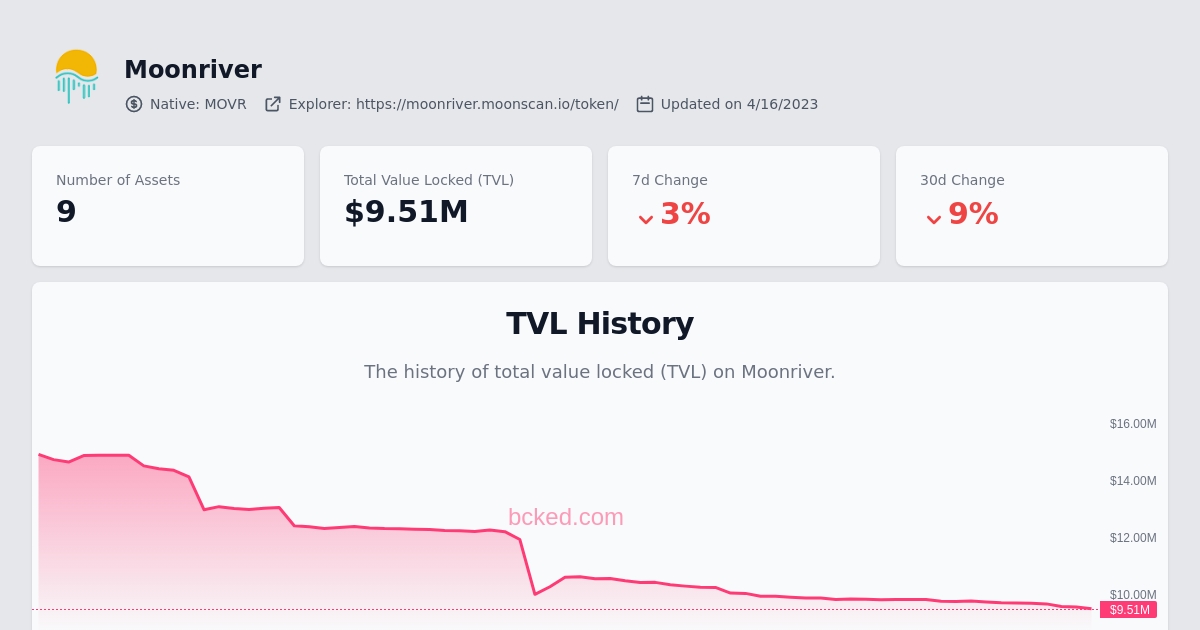 Moonriver
Native: MOVR Explorer: https://moonriver.moonscan.io/token/ Updated on 4/16/2023
Number of Assets
9
Total Value Locked (TVL)
$9.51M
7d Change
3%
30d Change
9%
TVL History
The history of total value locked (TVL) on Moonriver.
$16.00M
$14.00M
bcked.com
$12.00M
$10.00M
$9.51M